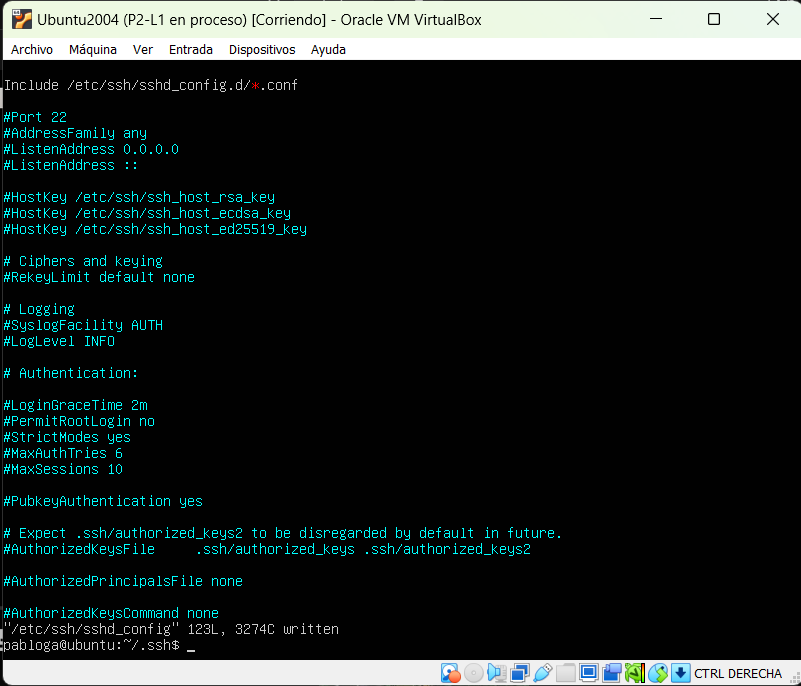 Ubuntu2004 (P2-L1 en proceso) [Corriendo] - Oracle VM VirtualBox
Archivo Máquina Ver Entrada Dispositivos Ayuda
Include /etc/ssh/sshd_config.d/*.conf
#Port 22
#AddressFamily any
#ListenAddress 0.0.0.0
#ListenAddress ::
#HostKey /etc/ssh/ssh_host_rsa_key
#HostKey /etc/ssh/ssh_host_ecdsa_key
#HostKey /etc/ssh/ssh_host_ed25519_key
# Ciphers and keying
#RekeyLimit default none
# Logging
#SyslogFacility AUTH
#LogLevel INFO
# Authentication:
#LoginGraceTime 2m
#PermitRootLogin no
#StrictModes yes
#MaxAuthTries 6
#MaxSessions 10
#PubkeyAuthentication yes
# Expect .ssh/authorized_keys2 to be disregarded by default in future.
#AuthorizedKeysFile     .ssh/authorized_keys .ssh/authorized_keys2
#AuthorizedPrincipalsFile none
#AuthorizedKeysCommand none
"/etc/ssh/sshd_config" 123L, 3274C written
pabloga@ubuntu:~/.ssh$ _
CTRL DERECHA